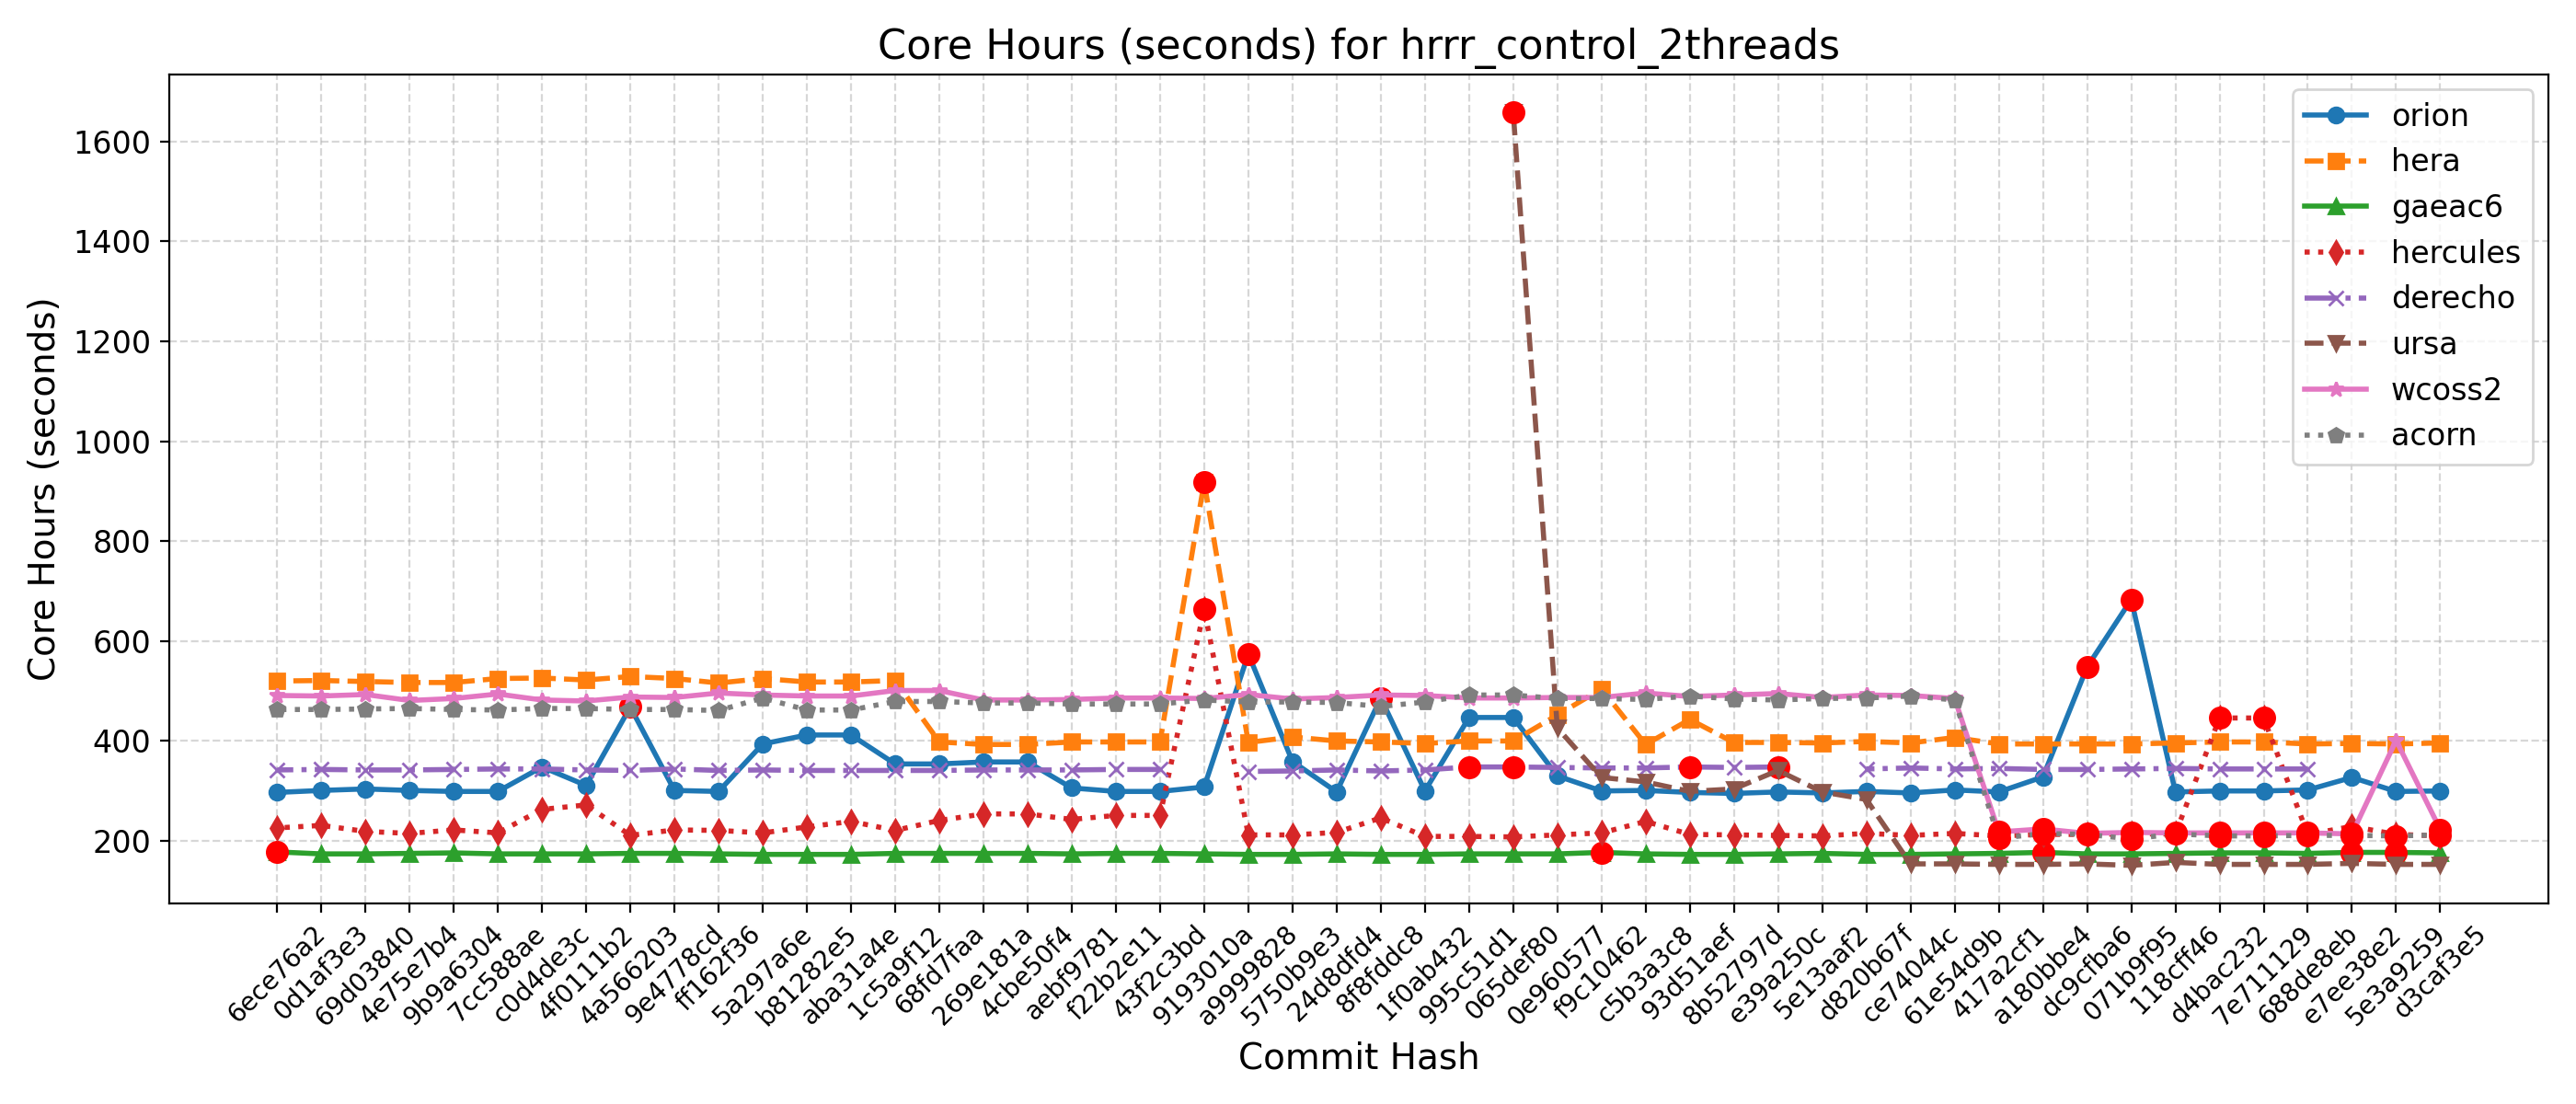 Core Hours (seconds) for hrrr_control_2threads
Core Hours (seconds)
1600
1400
1200
1000
800
600
400
200
orion
hera
gaeac6
hercules
derecho
ursa
wcoss2
acorn
6ece76a2
0d1af3e3
69d03840
4e75e7b4
9b9a6304
7cc588ae
c0d4de3c
4f0111b2
4a566203
9e4778cd
ff162f36
5a297a6e
b81282e5
aba31a4e
1c5a9f12
68fd7faa
269e181a
4cbe50f4
aebf9781
f22b2e11
43f2c3bd
9193010a
a9999828
5750b9e3
24d8dfd4
8f8fddc8
1f0ab432
995c51d1
065def80
0e960577
f9c10462
c5b3a3c8
93d51aef
8b52797d
e39a250c
5e13aaf2
d820b67f
ce74044c
61e54d9b
417a2cf1
a180bbe4
dc9cfba6
071b9f95
118cff46
d4bac232
7e711129
688de8eb
e7ee38e2
5e3a9259
d3caf3e5
Commit Hash